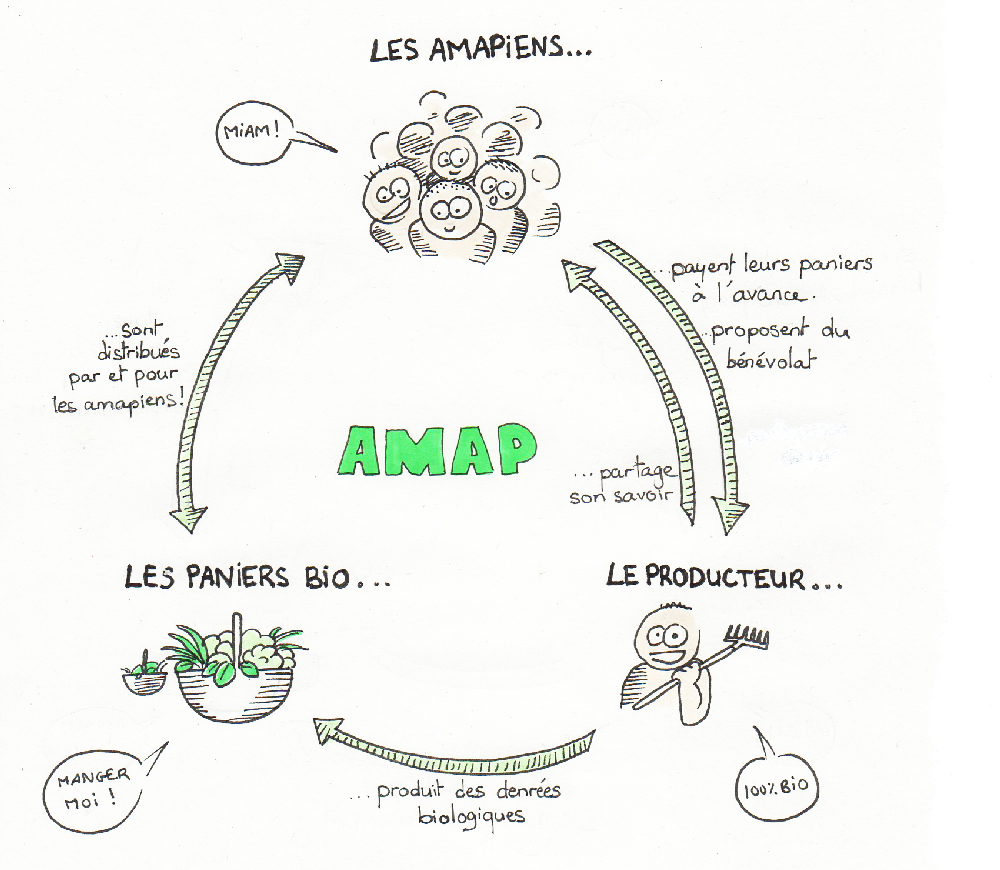 LES AMAPiENS...
MiAM !
...payent leurs paniers
à l'avance.
...proposent du
bénévolat
...sont
distribués
par et pour
les amapiens!
AMAP
...partage
son savoir
LES PANiERS BiO...
LE PRODUCTEUR...
MANGER
MOi !
100% BiO
...produit des denrées
biologiques